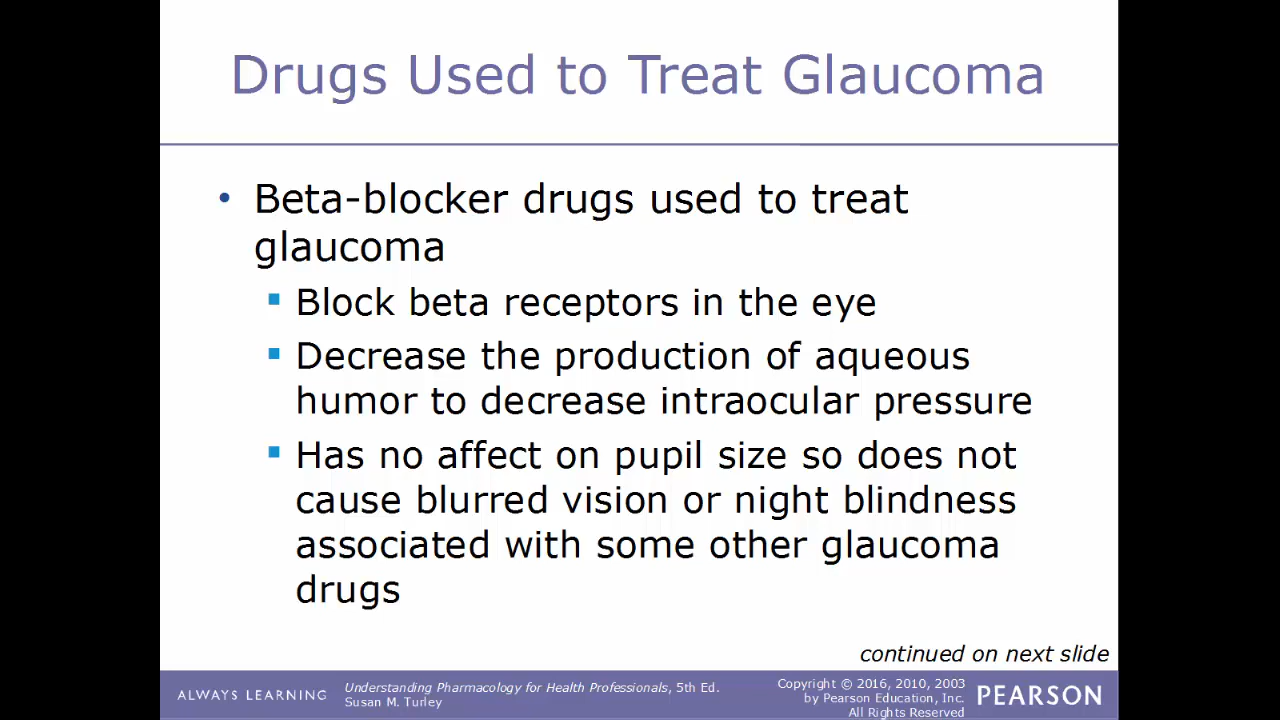 Drugs Used to Treat Glaucoma
• Beta-blocker drugs used to treat
glaucoma
▪ Block beta receptors in the eye
▪ Decrease the production of aqueous
humor to decrease intraocular pressure
▪ Has no affect on pupil size so does not
cause blurred vision or night blindness
associated with some other glaucoma
drugs
continued on next slide
ALWAYS LEARNING
Understanding Pharmacology for Health Professionals, 5th Ed.
Susan M. Turley
Copyright © 2016, 2010, 2003
by Pearson Education, Inc.
All Rights Reserved
PEARSON